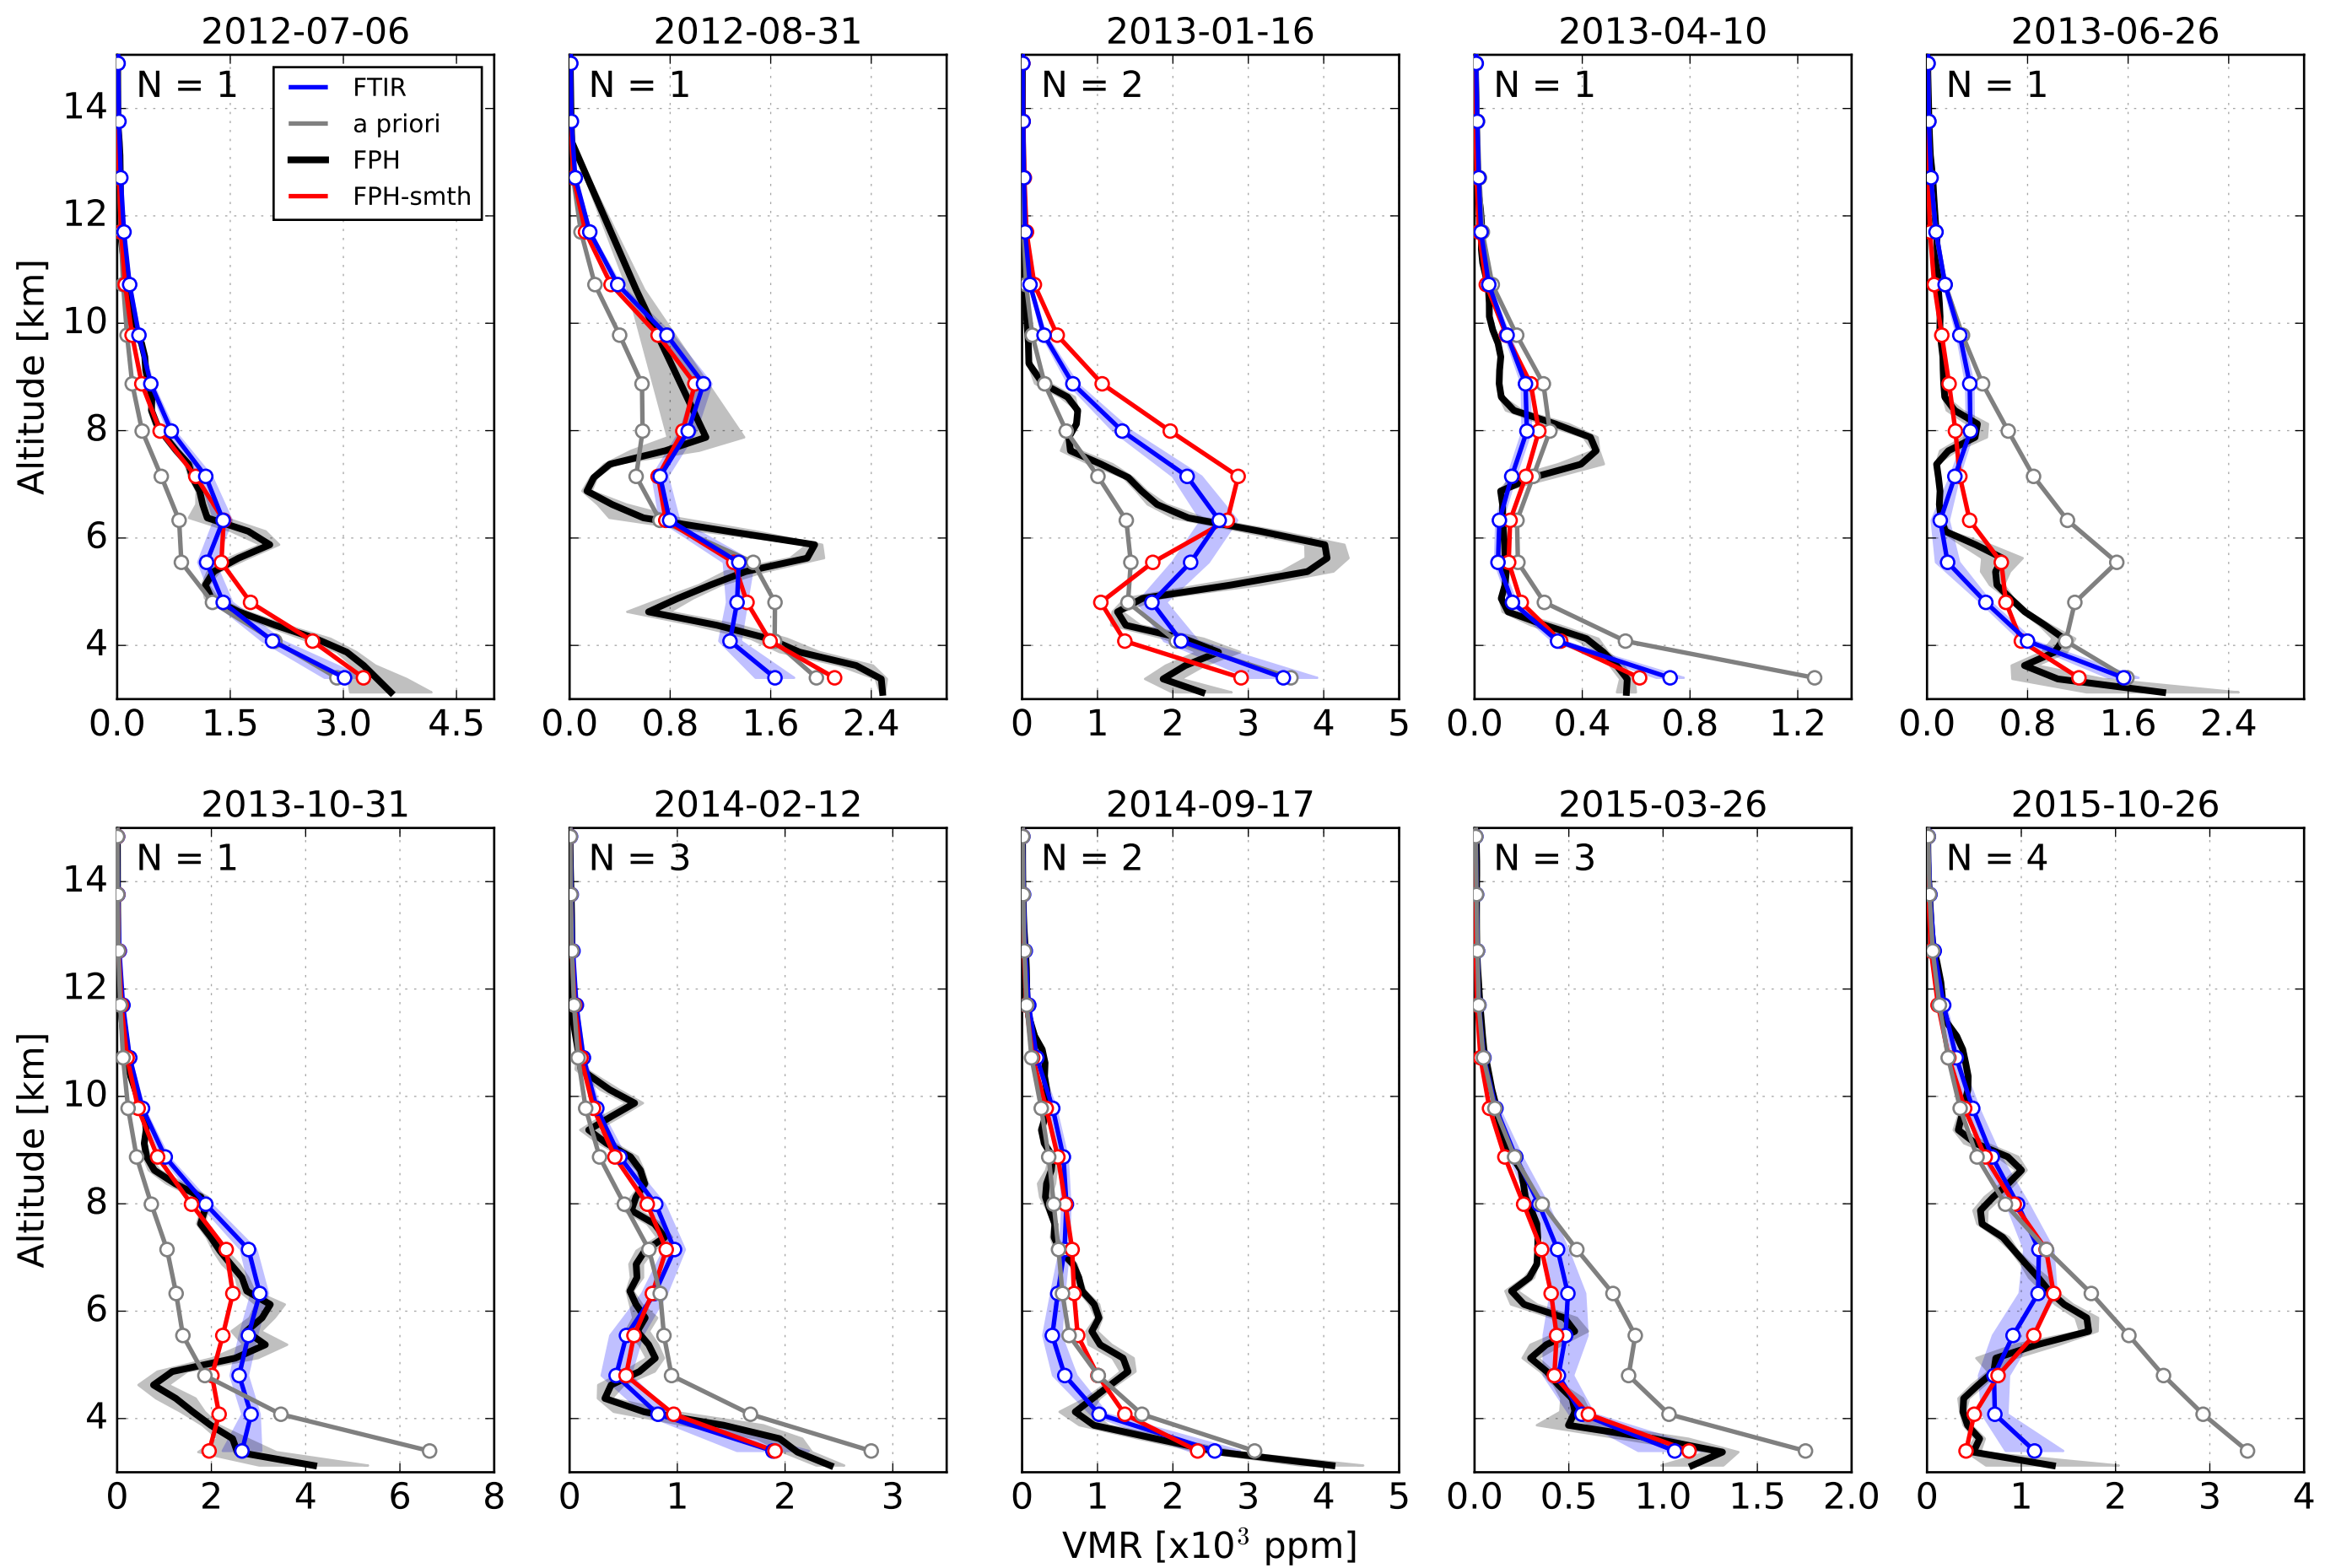 2012-07-06 2012-08-31 2013-01-16 2013-04-10 2013-06-26
N = 1 N = 1 N = 2 N = 1 N = 1
FTIR
a priori
FPH
FPH-smth
Altitude [km]
14
12
10
8
6
4
0.0 1.5 3.0 4.5
0.0 0.8 1.6 2.4
0 1 2 3 4 5
0.0 0.4 0.8 1.2
0.0 0.8 1.6 2.4
2013-10-31 2014-02-12 2014-09-17 2015-03-26 2015-10-26
N = 1 N = 3 N = 2 N = 3 N = 4
Altitude [km]
14
12
10
8
6
4
0 2 4 6 8
0 1 2 3
0 1 2 3 4 5
0.0 0.5 1.0 1.5 2.0
0 1 2 3 4
VMR [x10³ ppm]